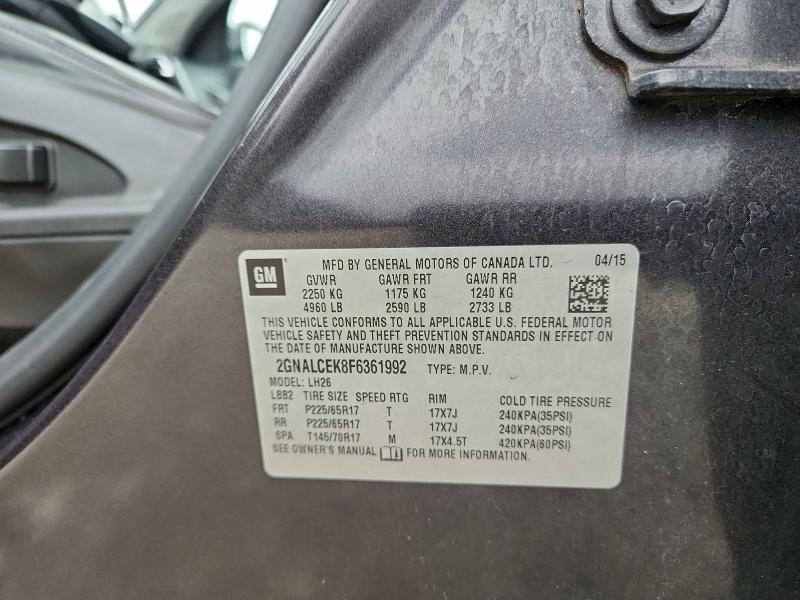 GM
MFD BY GENERAL MOTORS OF CANADA LTD. 04/15
GVWR GAWR FRT GAWR RR
2250 KG 1175 KG 1240 KG
4960 LB 2590 LB 2733 LB
THIS VEHICLE CONFORMS TO ALL APPLICABLE U.S. FEDERAL MOTOR
VEHICLE SAFETY AND THEFT PREVENTION STANDARDS IN EFFECT ON
THE DATE OF MANUFACTURE SHOWN ABOVE.
2GNALCEK8F6361992 TYPE: M.P.V.
MODEL: LH26
LBB2 TIRE SIZE SPEED RTG RIM COLD TIRE PRESSURE
FRT P225/65R17 T 17X7J 240KPA(35PSI)
RR P225/65R17 T 17X7J 240KPA(35PSI)
SPA T145/70R17 M 17X4.5T 420KPA(60PSI)
SEE OWNER'S MANUAL FOR MORE INFORMATION.